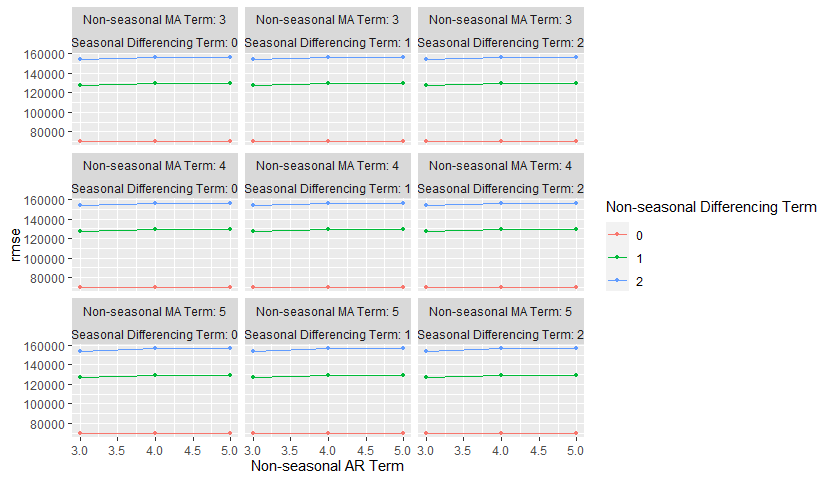 Non-seasonal MA Term: 3 Non-seasonal MA Term: 3 Non-seasonal MA Term: 3
Seasonal Differencing Term: 0 Seasonal Differencing Term: 1 Seasonal Differencing Term: 2
160000
140000
120000
100000
80000
Non-seasonal MA Term: 4 Non-seasonal MA Term: 4 Non-seasonal MA Term: 4
Seasonal Differencing Term: 0 Seasonal Differencing Term: 1 Seasonal Differencing Term: 2
160000
140000
120000
100000
80000
rmse
Non-seasonal MA Term: 5 Non-seasonal MA Term: 5 Non-seasonal MA Term: 5
Seasonal Differencing Term: 0 Seasonal Differencing Term: 1 Seasonal Differencing Term: 2
160000
140000
120000
100000
80000
3.0 3.5 4.0 4.5 5.0 3.0 3.5 4.0 4.5 5.0 3.0 3.5 4.0 4.5 5.0
Non-seasonal AR Term
Non-seasonal Differencing Term
0
1
2